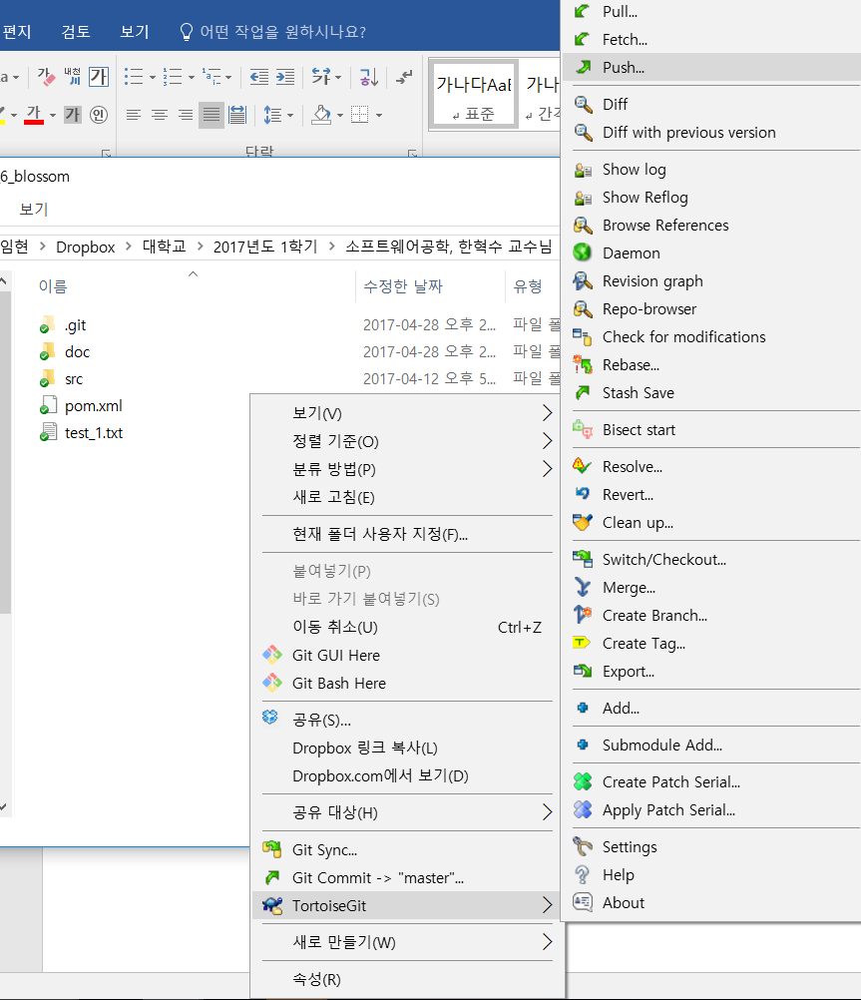 편지 검토 보기 어떤 작업을 원하시나요?
가나다AaE 가나
표준 간격
단락
6_blossom
보기
임현 > Dropbox > 대학교 > 2017년도 1학기 > 소프트웨어공학, 한혁수 교수님
이름 수정한 날짜 유형
.git 2017-04-28 오후 2... 파일 폴
doc 2017-04-28 오후 2... 파일 폴
src 2017-04-12 오후 5... 파일 폴
pom.xml
test_1.txt
보기(V)
정렬 기준(O)
분류 방법(P)
새로 고침(E)
현재 폴더 사용자 지정(F)...
붙여넣기(P)
바로 가기 붙여넣기(S)
이동 취소(U) Ctrl+Z
Git GUI Here
Git Bash Here
공유(S)...
Dropbox 링크 복사(L)
Dropbox.com에서 보기(D)
공유 대상(H)
Git Sync...
Git Commit -> "master"...
TortoiseGit
새로 만들기(W)
속성(R)
Pull...
Fetch...
Push...
Diff
Diff with previous version
Show log
Show Reflog
Browse References
Daemon
Revision graph
Repo-browser
Check for modifications
Rebase...
Stash Save
Bisect start
Resolve...
Revert...
Clean up...
Switch/Checkout...
Merge...
Create Branch...
Create Tag...
Export...
Add...
Submodule Add...
Create Patch Serial...
Apply Patch Serial...
Settings
Help
About